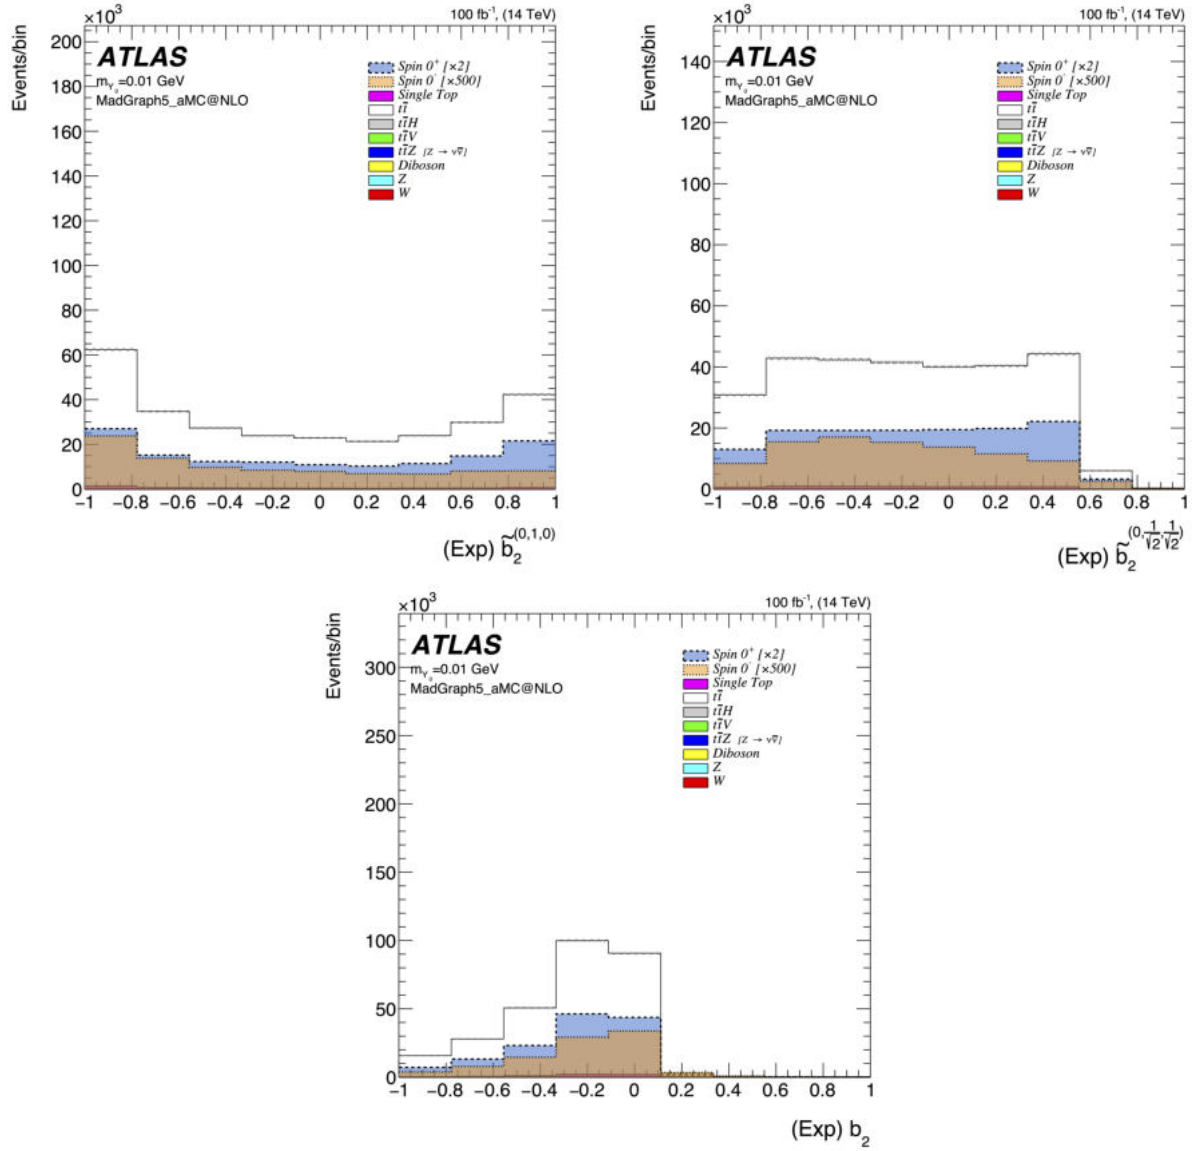 ×10³
100 fb⁻¹, (14 TeV)
Events/bin
ATLAS
m_Y₀ =0.01 GeV
MadGraph5_aMC@NLO
Spin 0⁺ [×2]
Spin 0⁻ [×500]
Single Top
tt̄
tt̄H
tt̄V
tt̄Z [Z → νν̄]
Diboson
Z
W
200
180
160
140
120
100
80
60
40
20
0
−1 −0.8 −0.6 −0.4 −0.2 0 0.2 0.4 0.6 0.8 1
(Exp) b̃₂^(0,1,0)
×10³
100 fb⁻¹, (14 TeV)
Events/bin
ATLAS
m_Y₀ =0.01 GeV
MadGraph5_aMC@NLO
Spin 0⁺ [×2]
Spin 0⁻ [×500]
Single Top
tt̄
tt̄H
tt̄V
tt̄Z [Z → νν̄]
Diboson
Z
W
140
120
100
80
60
40
20
0
−1 −0.8 −0.6 −0.4 −0.2 0 0.2 0.4 0.6 0.8 1
(Exp) b̃₂^(0,1/√2,1/√2)
×10³
100 fb⁻¹, (14 TeV)
Events/bin
ATLAS
m_Y₀ =0.01 GeV
MadGraph5_aMC@NLO
Spin 0⁺ [×2]
Spin 0⁻ [×500]
Single Top
tt̄
tt̄H
tt̄V
tt̄Z [Z → νν̄]
Diboson
Z
W
300
250
200
150
100
50
0
−1 −0.8 −0.6 −0.4 −0.2 0 0.2 0.4 0.6 0.8 1
(Exp) b₂